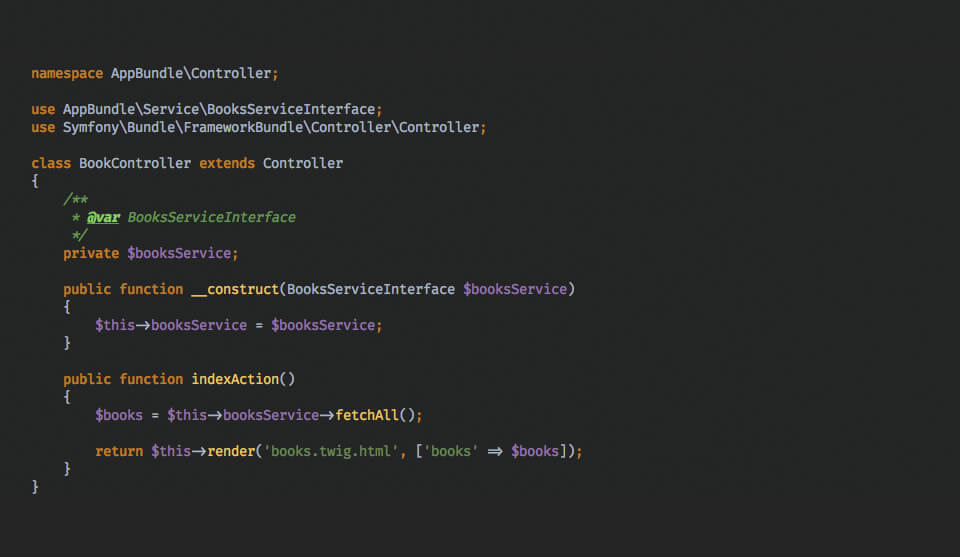 namespace AppBundle\Controller;
use AppBundle\Service\BooksServiceInterface;
use Symfony\Bundle\FrameworkBundle\Controller\Controller;
class BookController extends Controller
{
    /**
     * @var BooksServiceInterface
     */
    private $booksService;
    public function __construct(BooksServiceInterface $booksService)
    {
        $this->booksService = $booksService;
    }
    public function indexAction()
    {
        $books = $this->booksService->fetchAll();
        return $this->render('books.twig.html', ['books' => $books]);
    }
}